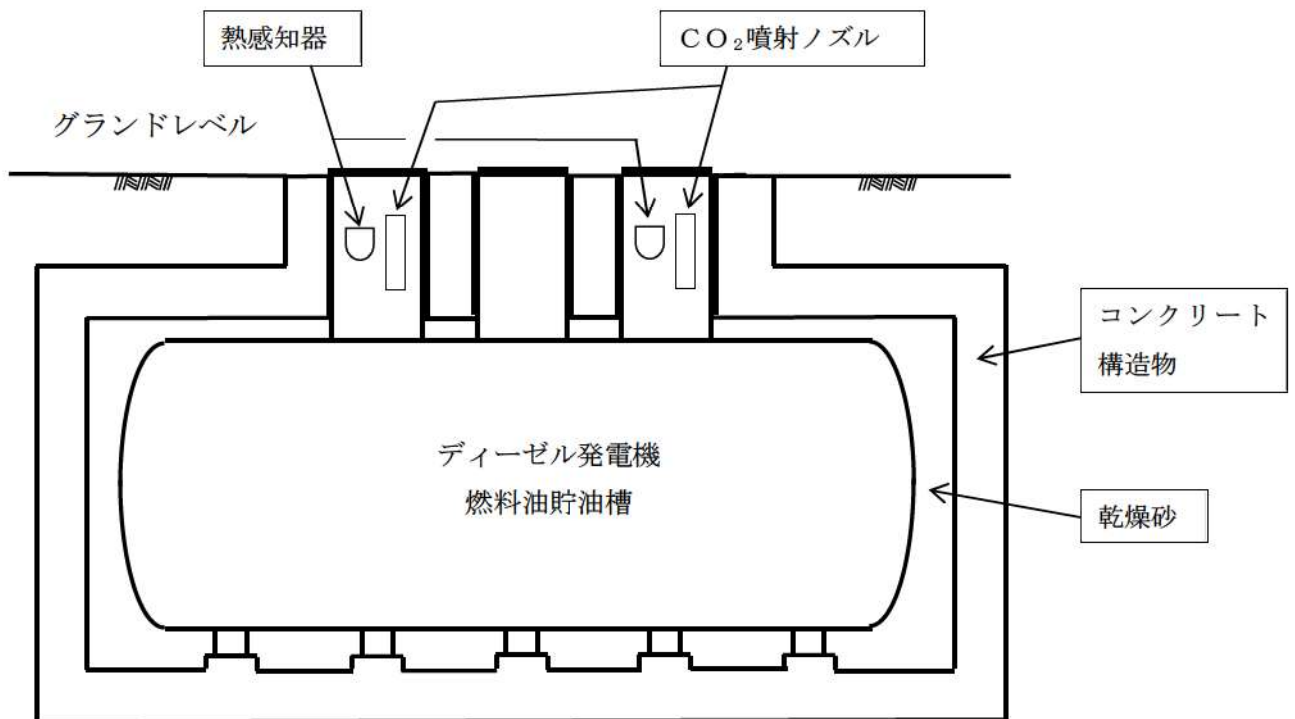 熱感知器
ＣＯ₂噴射ノズル
グランドレベル
コンクリート
構造物
ディーゼル発電機
燃料油貯油槽
乾燥砂